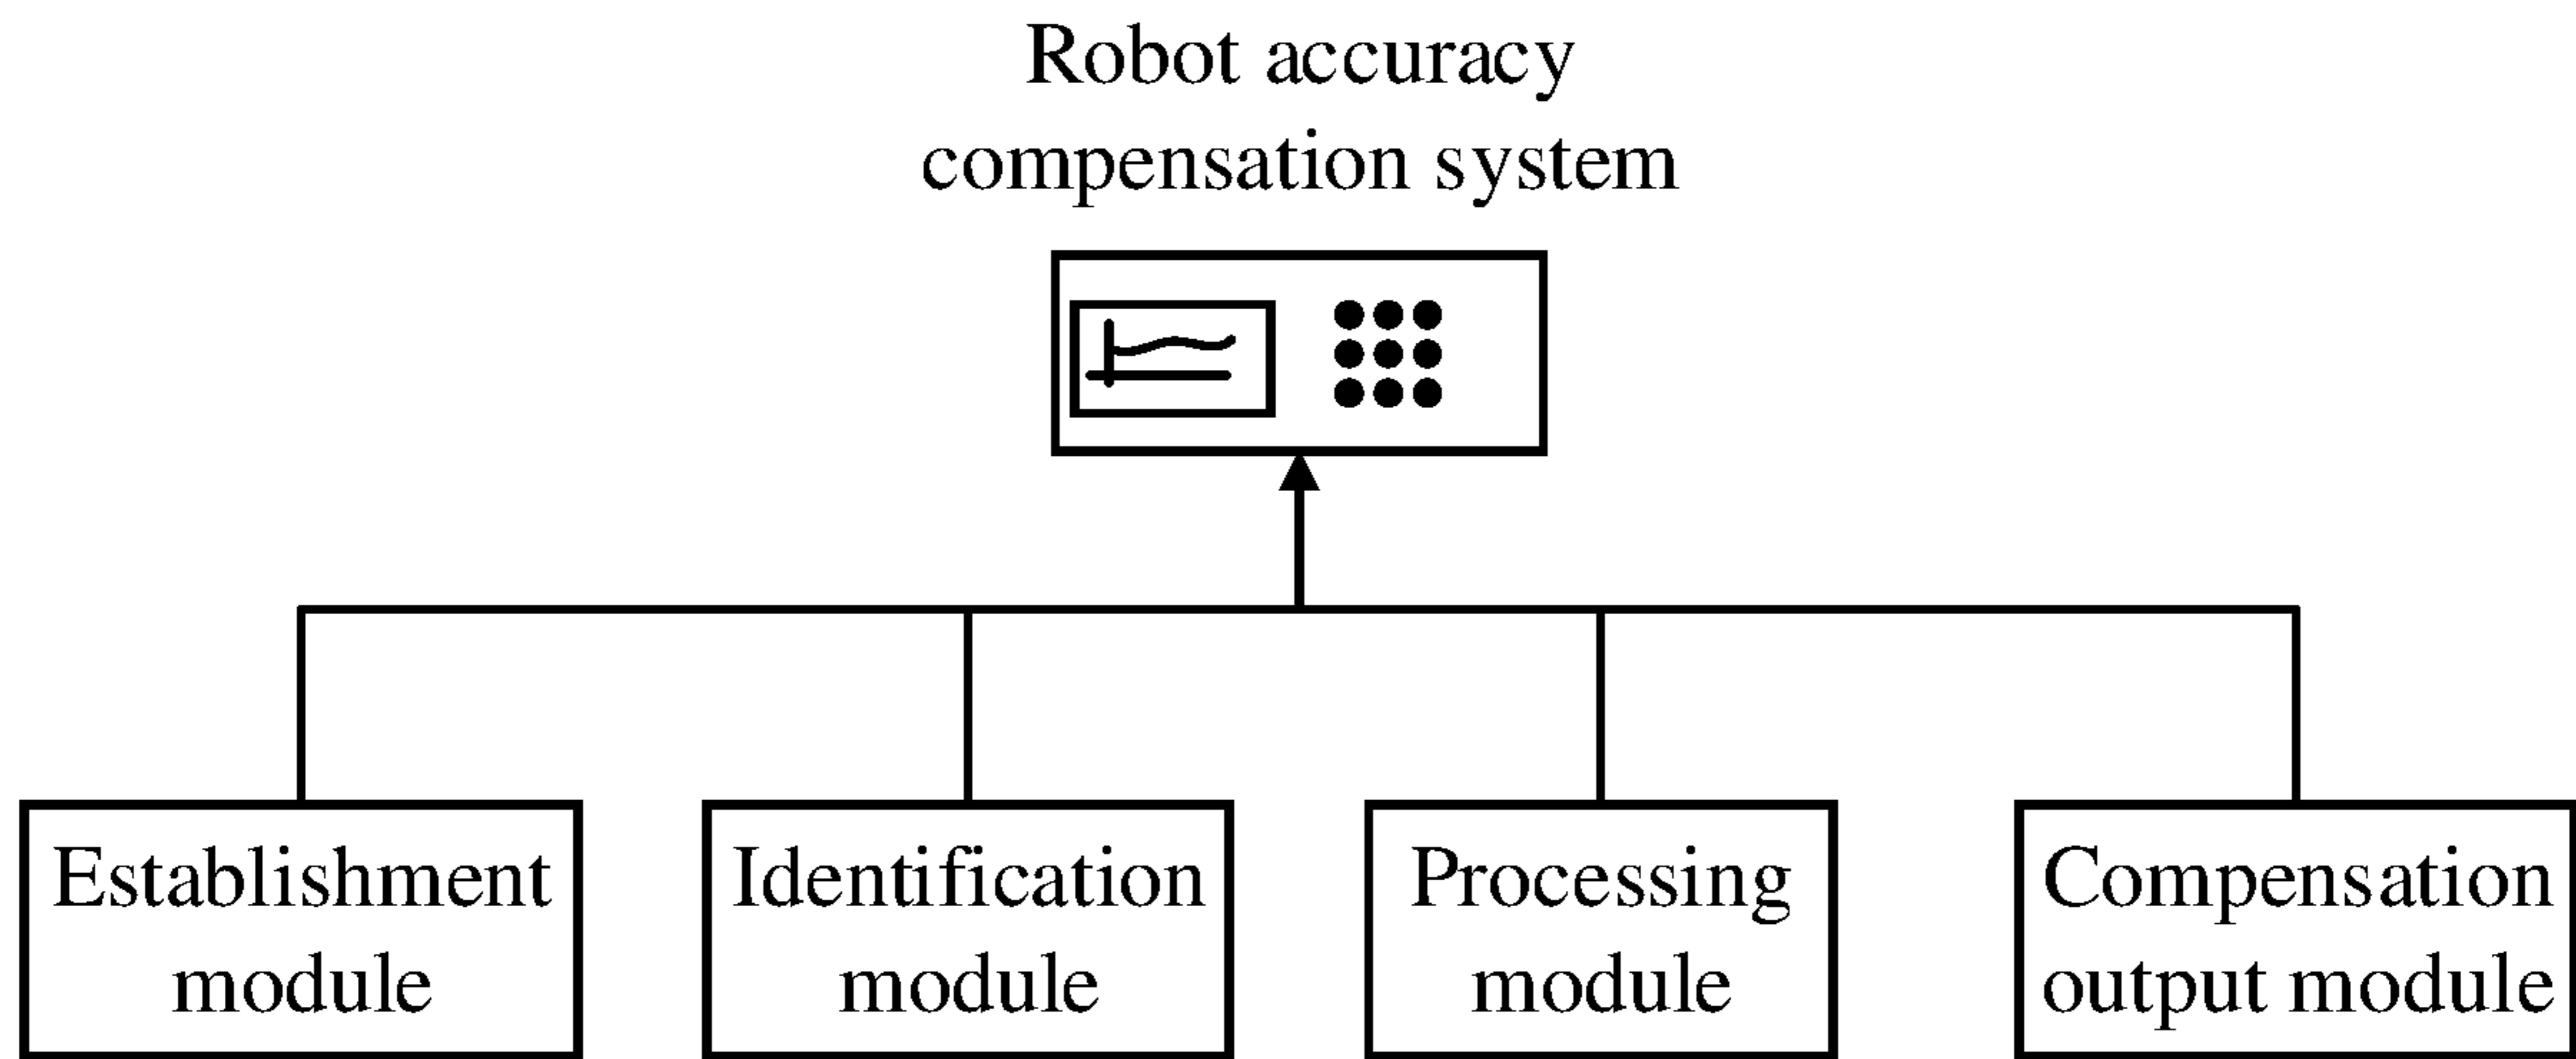 Robot accuracy
compensation system
Establishment
module
Identification
module
Processing
module
Compensation
output module